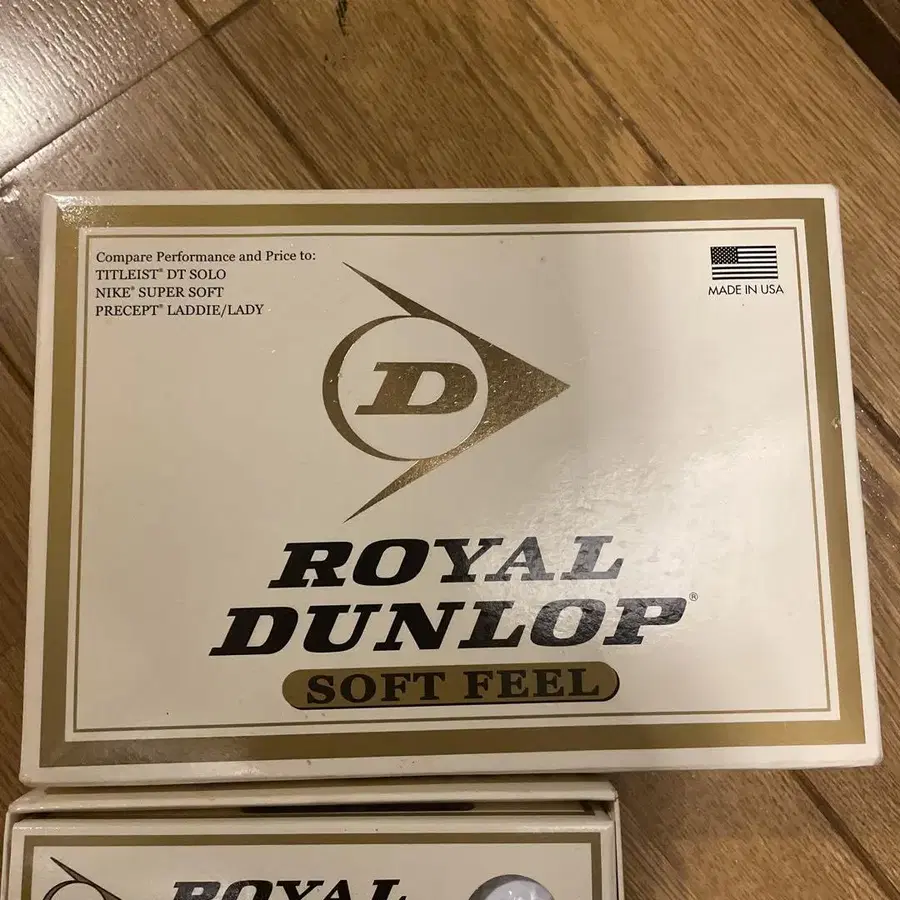 Compare Performance and Price to:
TITLEIST® DT SOLO
NIKE® SUPER SOFT
PRECEPT® LADDIE/LADY
MADE IN USA
D
ROYAL
DUNLOP®
SOFT FEEL
ROYAL